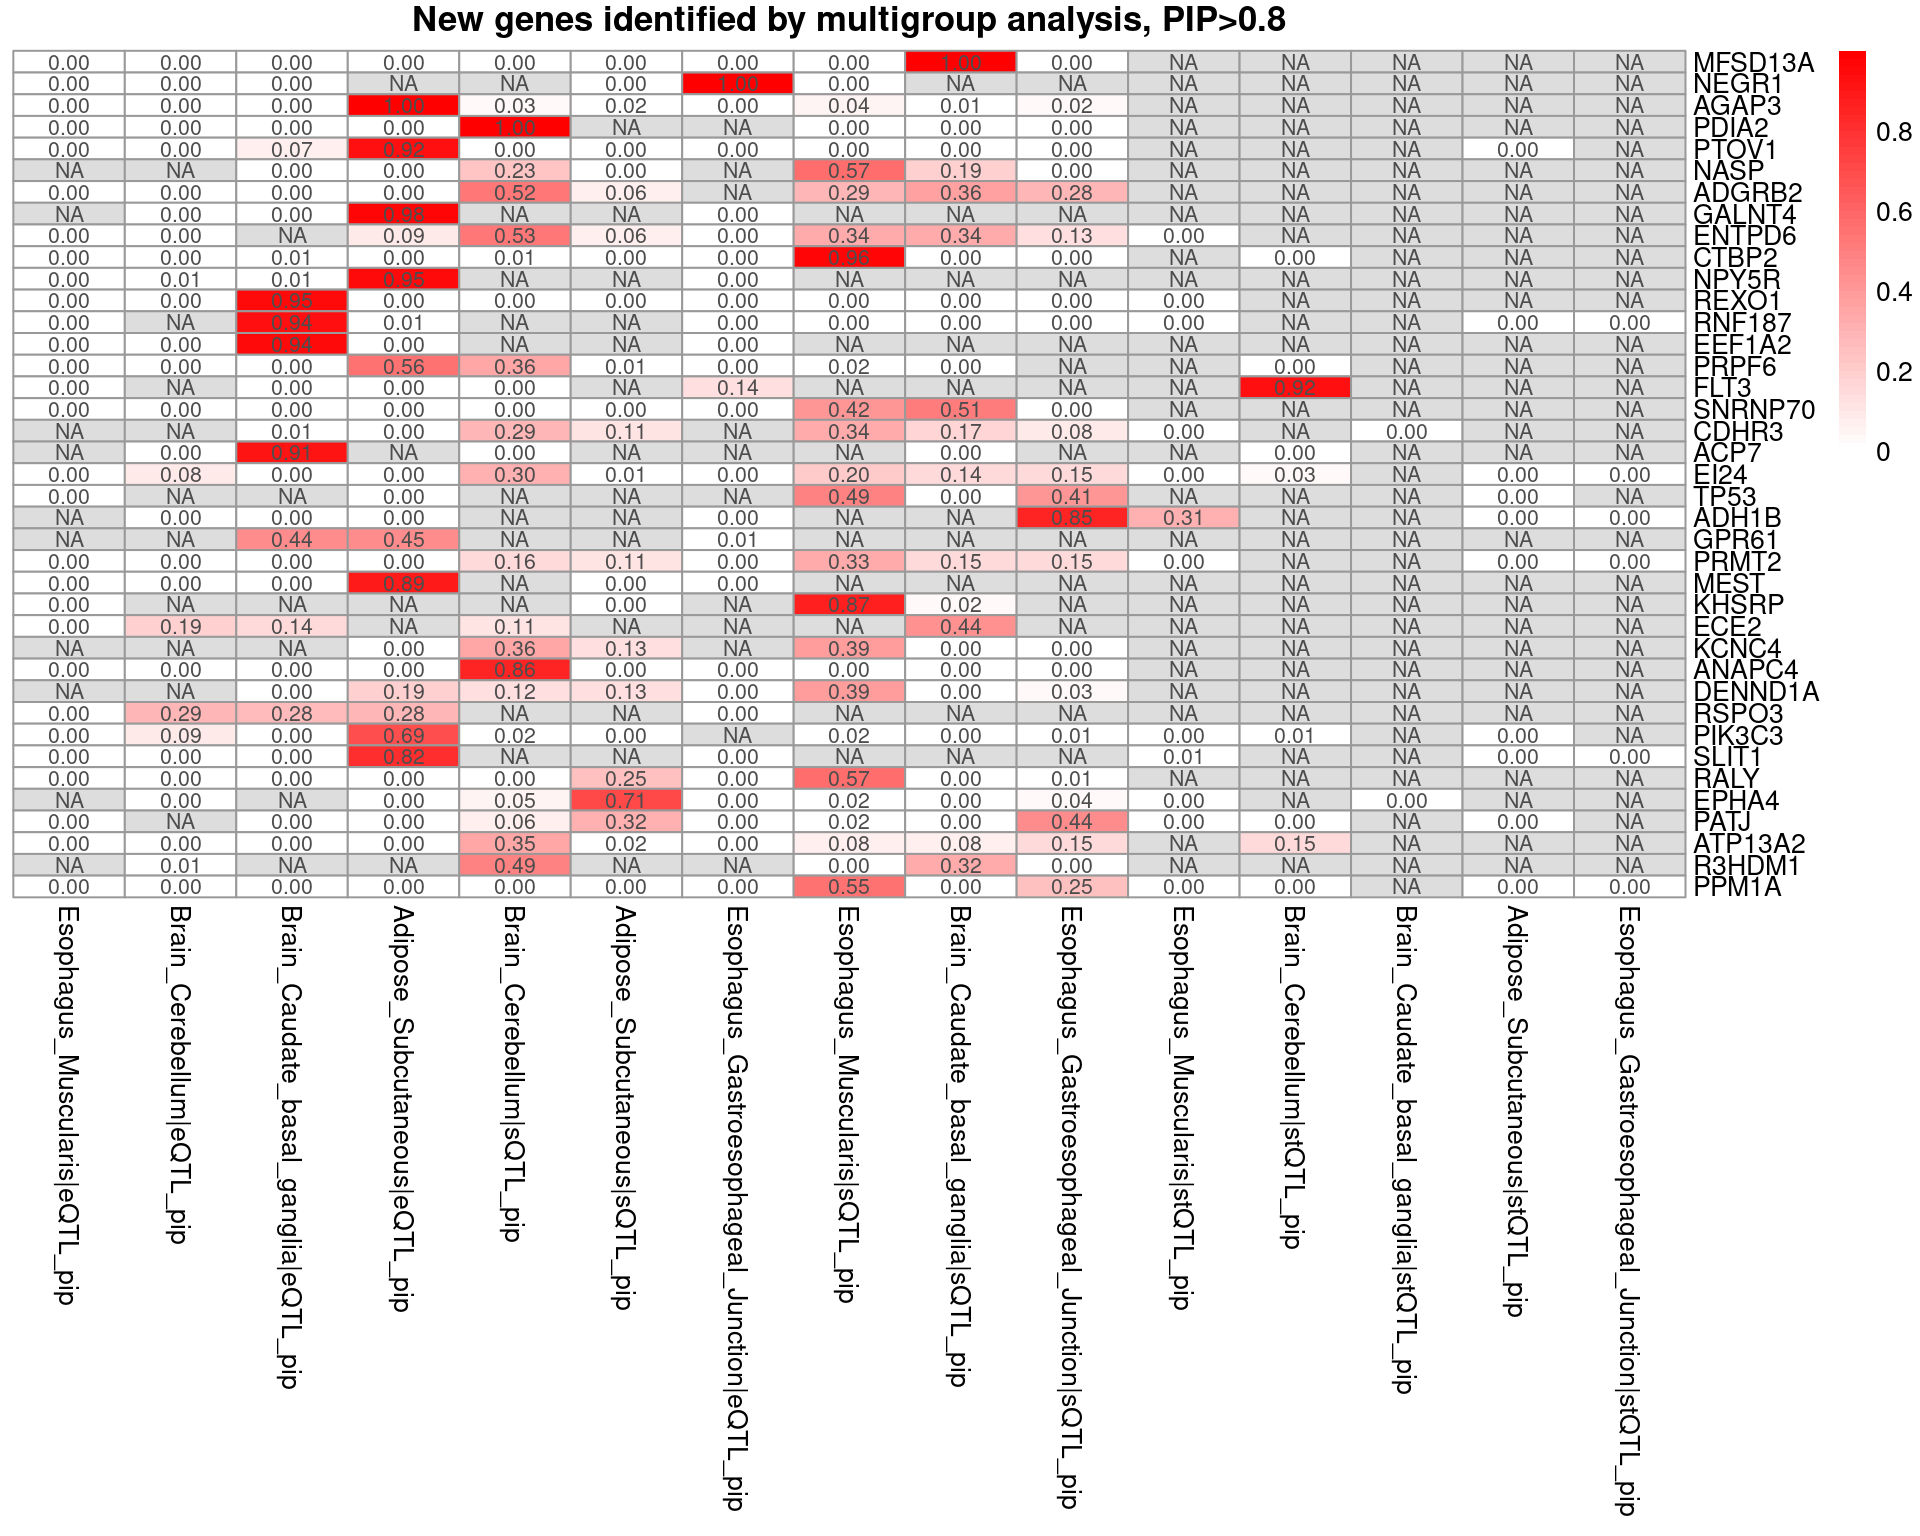 New genes identified by multigroup analysis, PIP>0.8
0.00 0.00 0.00 0.00 0.00 0.00 0.00 0.00 1.00 0.00 NA NA NA NA NA MFSD13A
0.00 0.00 0.00 NA NA 0.00 1.00 0.00 NA NA NA NA NA NA NA NEGR1
0.00 0.00 0.00 1.00 0.03 0.02 0.00 0.04 0.01 0.02 NA NA NA NA NA AGAP3
0.00 0.00 0.00 0.00 1.00 NA NA 0.00 0.00 0.00 NA NA NA NA NA PDIA2
0.00 0.00 0.07 0.92 0.00 0.00 0.00 0.00 0.00 0.00 NA NA NA 0.00 NA PTOV1
NA NA 0.00 0.00 0.23 0.00 NA 0.57 0.19 0.00 NA NA NA NA NA NASP
0.00 0.00 0.00 0.00 0.52 0.06 NA 0.29 0.36 0.28 NA NA NA NA NA ADGRB2
NA 0.00 0.00 0.98 NA NA 0.00 NA NA NA NA NA NA NA NA GALNT4
0.00 0.00 NA 0.09 0.53 0.06 0.00 0.34 0.34 0.13 0.00 NA NA NA NA ENTPD6
0.00 0.00 0.01 0.00 0.01 0.00 0.00 0.96 0.00 0.00 NA 0.00 NA NA NA CTBP2
0.00 0.01 0.01 0.95 NA NA 0.00 NA NA NA NA NA NA NA NA NPY5R
0.00 0.00 0.95 0.00 0.00 0.00 0.00 0.00 0.00 0.00 0.00 NA NA NA NA REXO1
0.00 NA 0.94 0.01 NA NA 0.00 0.00 0.00 0.00 0.00 NA NA 0.00 0.00 RNF187
0.00 0.00 0.94 0.00 NA NA 0.00 NA NA NA NA NA NA NA NA EEF1A2
0.00 0.00 0.00 0.56 0.36 0.01 0.00 0.02 0.00 NA NA 0.00 NA NA NA PRPF6
0.00 NA 0.00 0.00 0.00 NA 0.14 NA NA NA NA 0.92 NA NA NA FLT3
0.00 0.00 0.00 0.00 0.00 0.00 0.00 0.42 0.51 0.00 NA NA NA NA NA SNRNP70
NA NA 0.01 0.00 0.29 0.11 NA 0.34 0.17 0.08 0.00 NA 0.00 NA NA CDHR3
NA 0.00 0.91 NA 0.00 NA NA NA 0.00 NA NA 0.00 NA NA NA ACP7
0.00 0.08 0.00 0.00 0.30 0.01 0.00 0.20 0.14 0.15 0.00 0.03 NA 0.00 0.00 EI24
0.00 NA NA 0.00 NA NA NA 0.49 0.00 0.41 NA NA NA 0.00 NA TP53
NA 0.00 0.00 0.00 NA NA 0.00 NA NA 0.85 0.31 NA NA 0.00 0.00 ADH1B
NA NA 0.44 0.45 NA NA 0.01 NA NA NA NA NA NA NA NA GPR61
0.00 0.00 0.00 0.00 0.16 0.11 0.00 0.33 0.15 0.15 0.00 NA NA 0.00 0.00 PRMT2
0.00 0.00 0.00 0.89 NA 0.00 0.00 NA NA NA NA NA NA NA NA MEST
0.00 NA NA NA NA 0.00 NA 0.87 0.02 NA NA NA NA NA NA KHSRP
0.00 0.19 0.14 NA 0.11 NA NA NA 0.44 NA NA NA NA NA NA ECE2
NA NA NA 0.00 0.36 0.13 NA 0.39 0.00 0.00 NA NA NA NA NA KCNC4
0.00 0.00 0.00 0.00 0.86 0.00 0.00 0.00 0.00 0.00 NA NA NA NA NA ANAPC4
NA NA 0.00 0.19 0.12 0.13 0.00 0.39 0.00 0.03 NA NA NA NA NA DENND1A
0.00 0.29 0.28 0.28 NA NA 0.00 NA NA NA NA NA NA NA NA RSPO3
0.00 0.09 0.00 0.69 0.02 0.00 NA 0.02 0.00 0.01 0.00 0.01 NA 0.00 NA PIK3C3
0.00 0.00 0.00 0.82 NA NA 0.00 NA NA NA 0.01 NA NA 0.00 0.00 SLIT1
0.00 0.00 0.00 0.00 0.00 0.25 0.00 0.57 0.00 0.01 NA NA NA NA NA RALY
NA 0.00 NA 0.00 0.05 0.71 0.00 0.02 0.00 0.04 0.00 NA 0.00 NA NA EPHA4
0.00 NA 0.00 0.00 0.06 0.32 0.00 0.02 0.00 0.44 0.00 0.00 NA 0.00 NA PATJ
0.00 0.00 0.00 0.00 0.35 0.02 0.00 0.08 0.08 0.15 NA 0.15 NA NA NA ATP13A2
NA 0.01 NA NA 0.49 NA NA 0.00 0.32 0.00 NA NA NA NA NA R3HDM1
0.00 0.00 0.00 0.00 0.00 0.00 0.00 0.55 0.00 0.25 0.00 0.00 NA 0.00 0.00 PPM1A
Esophagus_Muscularis|eQTL_pip
Brain_Cerebellum|eQTL_pip
Brain_Caudate_basal_ganglia|eQTL_pip
Adipose_Subcutaneous|eQTL_pip
Brain_Cerebellum|sQTL_pip
Adipose_Subcutaneous|sQTL_pip
Esophagus_Gastroesophageal_Junction|eQTL_pip
Esophagus_Muscularis|sQTL_pip
Brain_Caudate_basal_ganglia|sQTL_pip
Esophagus_Gastroesophageal_Junction|sQTL_pip
Esophagus_Muscularis|stQTL_pip
Brain_Cerebellum|stQTL_pip
Brain_Caudate_basal_ganglia|stQTL_pip
Adipose_Subcutaneous|stQTL_pip
Esophagus_Gastroesophageal_Junction|stQTL_pip
0.8
0.6
0.4
0.2
0